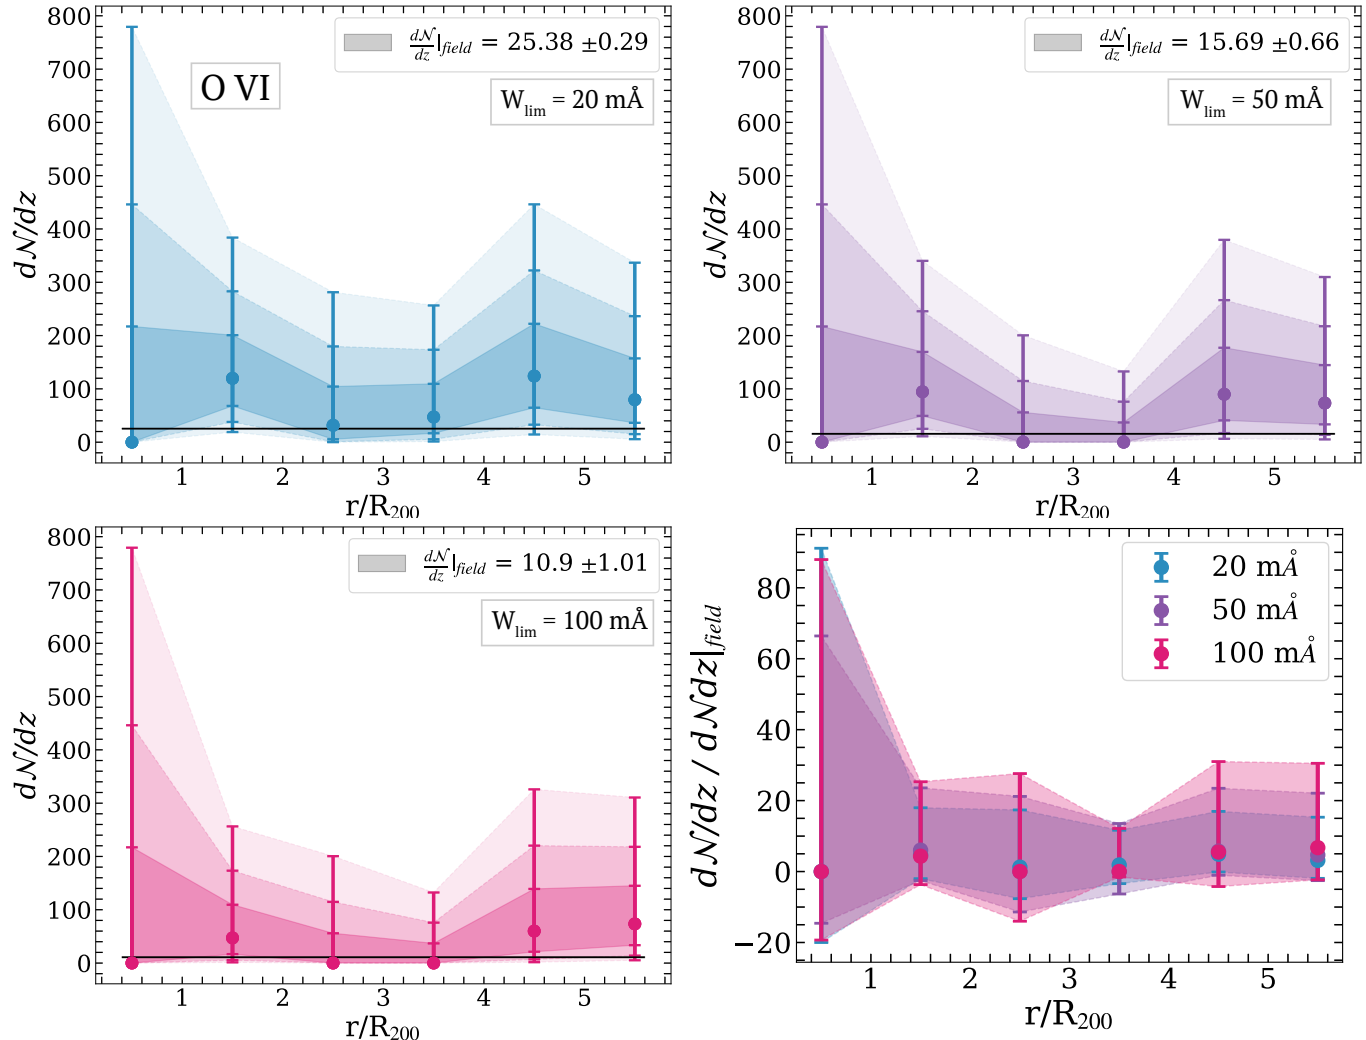 800
700
600
500
400
300
200
100
0
d𝒩/dz
d𝒩/dz|field = 25.38 ±0.29
O VI
Wlim = 20 mÅ
1 2 3 4 5
r/R200
800
700
600
500
400
300
200
100
0
d𝒩/dz
d𝒩/dz|field = 15.69 ±0.66
Wlim = 50 mÅ
1 2 3 4 5
r/R200
800
700
600
500
400
300
200
100
0
d𝒩/dz
d𝒩/dz|field = 10.9 ±1.01
Wlim = 100 mÅ
1 2 3 4 5
r/R200
80
60
40
20
0
−20
d𝒩/dz / d𝒩dz|field
20 mÅ
50 mÅ
100 mÅ
1 2 3 4 5
r/R200